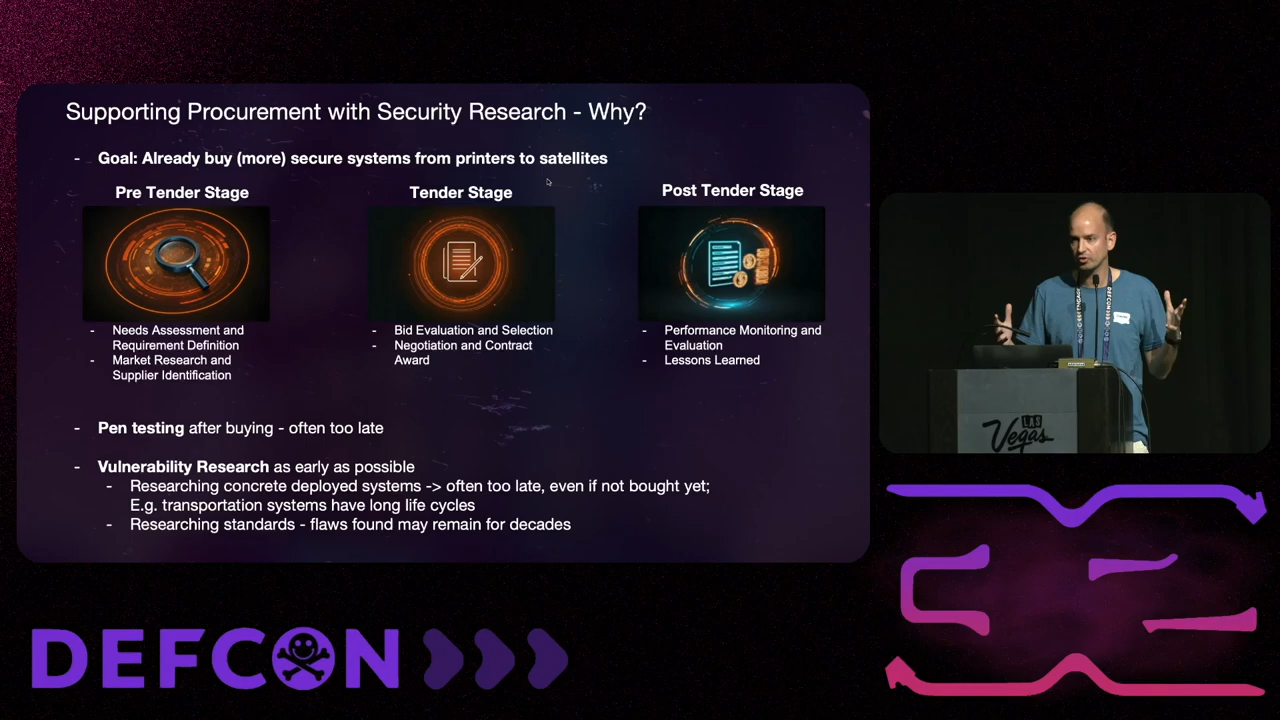 Supporting Procurement with Security Research - Why?
- Goal: Already buy (more) secure systems from printers to satellites
Pre Tender Stage
- Needs Assessment and
Requirement Definition
- Market Research and
Supplier Identification
Tender Stage
- Bid Evaluation and Selection
- Negotiation and Contract
Award
Post Tender Stage
- Performance Monitoring and
Evaluation
- Lessons Learned
- Pen testing after buying - often too late
- Vulnerability Research as early as possible
- Researching concrete deployed systems -> often too late, even if not bought yet;
E.g. transportation systems have long life cycles
- Researching standards - flaws found may remain for decades
LAS
Vegas
DEFCON